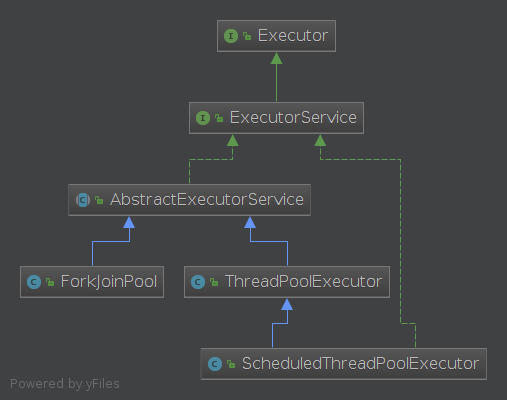 Executor
ExecutorService
AbstractExecutorService
ForkJoinPool
ThreadPoolExecutor
ScheduledThreadPoolExecutor
Powered by yFiles